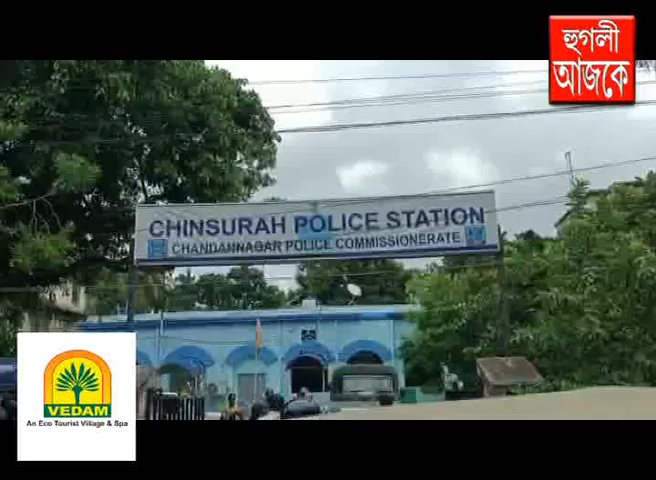 হুগলী
আজকে
CHINSURAH POLICE STATION
CHANDANNAGAR POLICE COMMISSIONERATE
VEDAM
An Eco Tourist Village & Spa